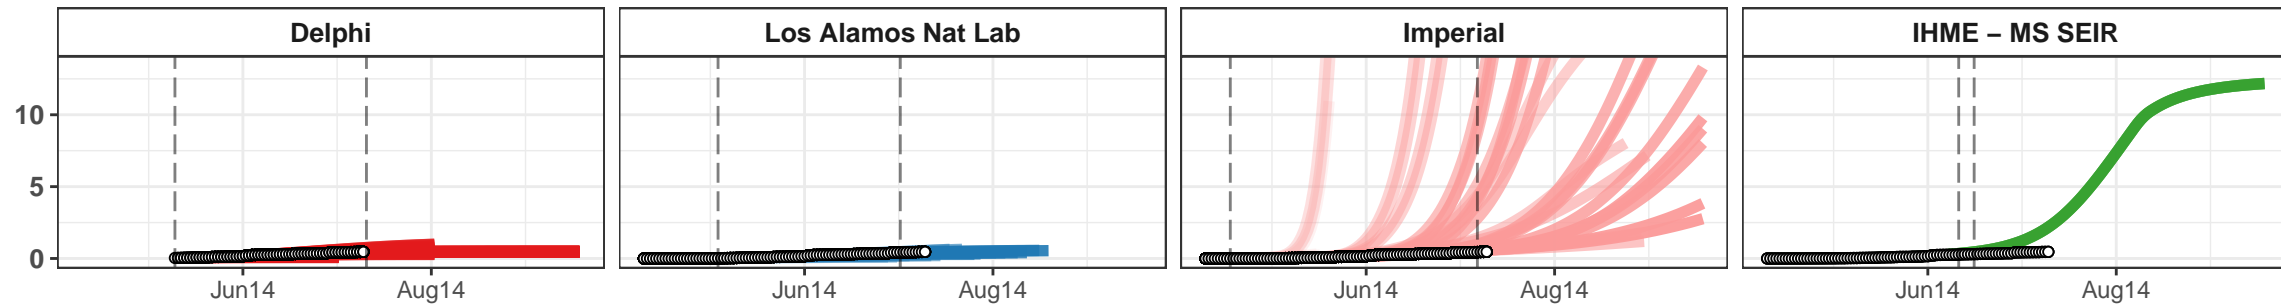 Delphi
Los Alamos Nat Lab
Imperial
IHME – MS SEIR
10
5
0
Jun14
Aug14
Jun14
Aug14
Jun14
Aug14
Jun14
Aug14